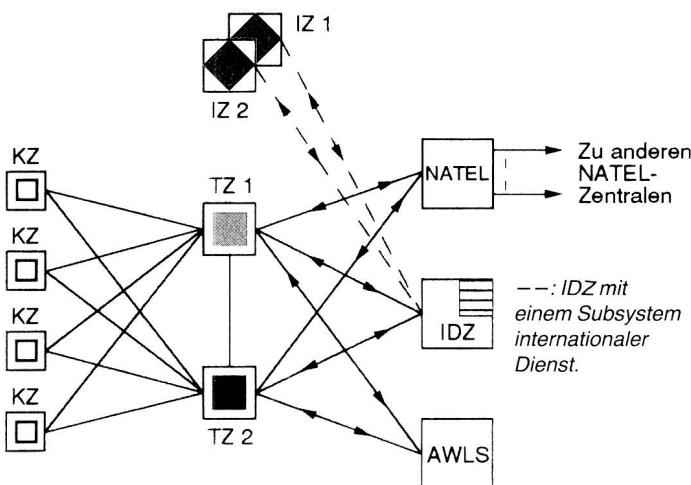 IZ 1
IZ 2
KZ
TZ 1
NATEL
Zu anderen
NATEL-
Zentralen
KZ
KZ
IDZ
– –: IDZ mit
einem Subsystem
internationaler
Dienst.
KZ
TZ 2
AWLS